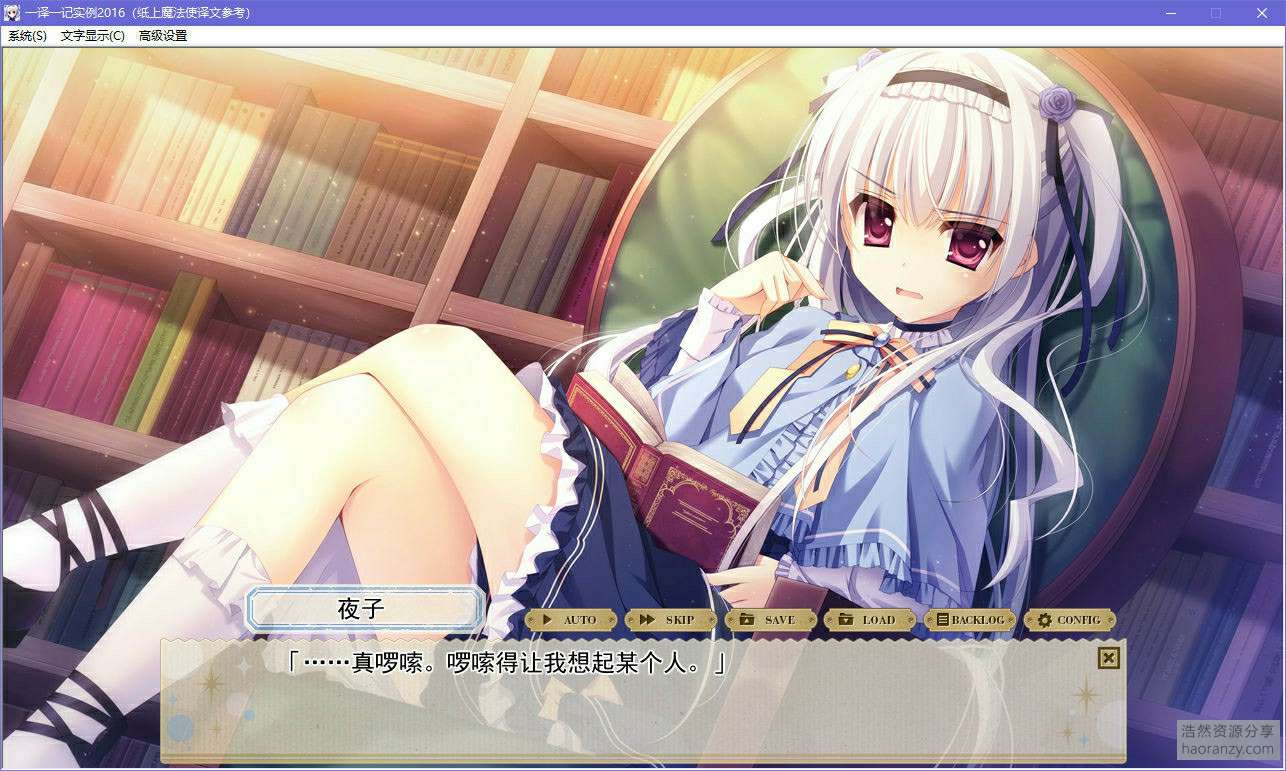 一译一记实例2016（纸上魔法使译文参考）
系统(S) 文字显示(C) 高级设置
夜子
AUTO SKIP SAVE LOAD BACKLOG CONFIG
「……真啰嗦。啰嗦得让我想起某个人。」
浩然资源分享
haoranzy.com